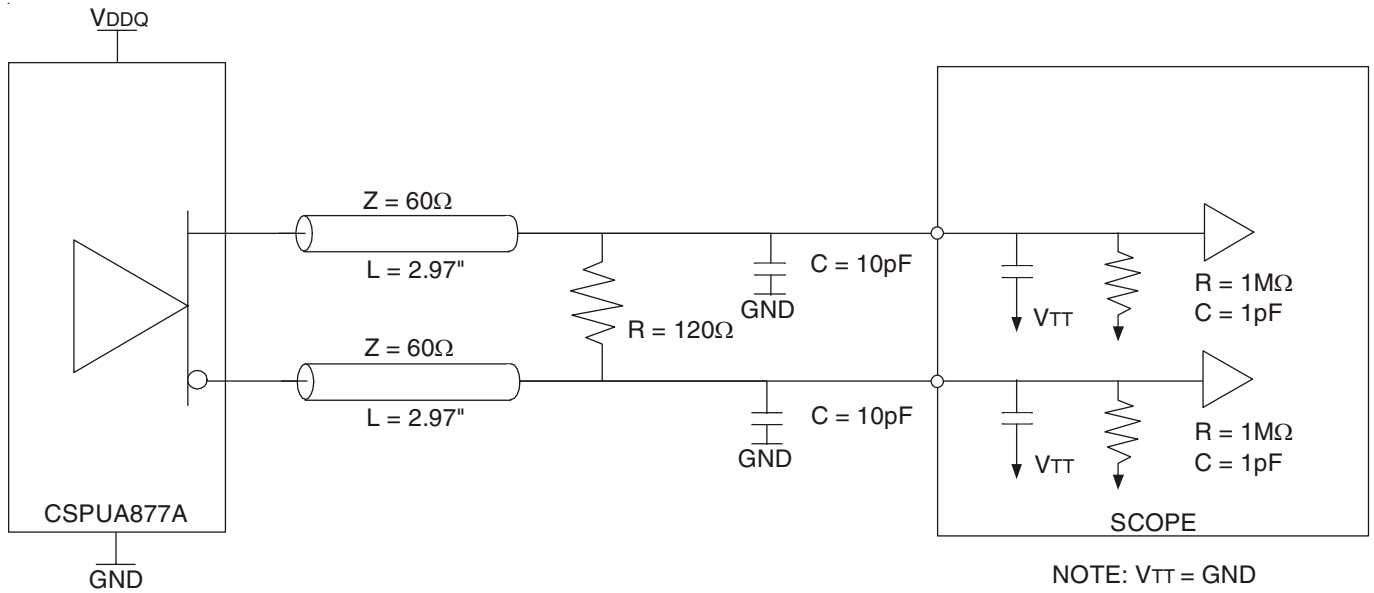 VDDQ
Z = 60Ω
L = 2.97"
C = 10pF
GND
R = 120Ω
Z = 60Ω
L = 2.97"
C = 10pF
GND
CSPUA877A
GND
VTT
R = 1MΩ
C = 1pF
VTT
R = 1MΩ
C = 1pF
SCOPE
NOTE: VTT = GND